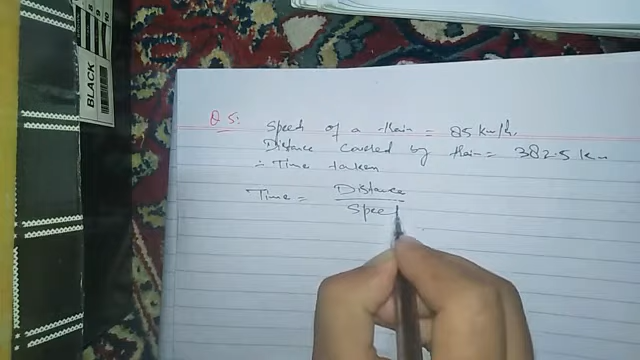 BLACK
Q 5:
Speed of a train = 85 km/h.
Distance Covered by train = 382.5 km
∴ Time taken
Time = Distance
Speed